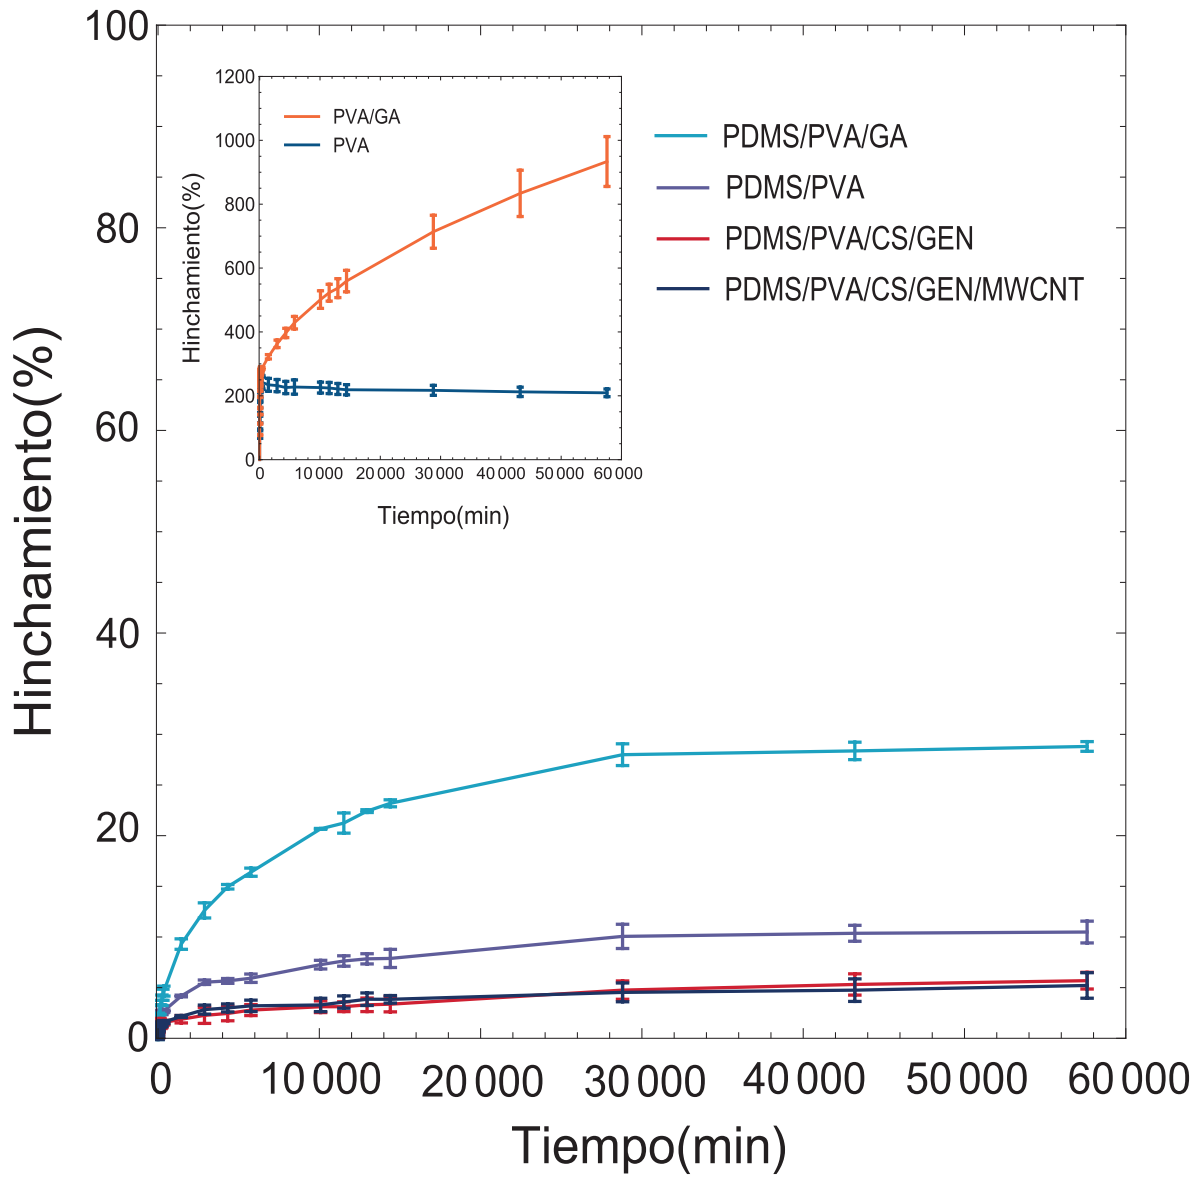 Hinchamiento(%)
100
80
60
40
20
0
0 10 000 20 000 30 000 40 000 50 000 60 000
Tiempo(min)
PDMS/PVA/GA
PDMS/PVA
PDMS/PVA/CS/GEN
PDMS/PVA/CS/GEN/MWCNT
Hinchamiento(%)
1200
1000
800
600
400
200
0
0 10 000 20 000 30 000 40 000 50 000 60 000
Tiempo(min)
PVA/GA
PVA